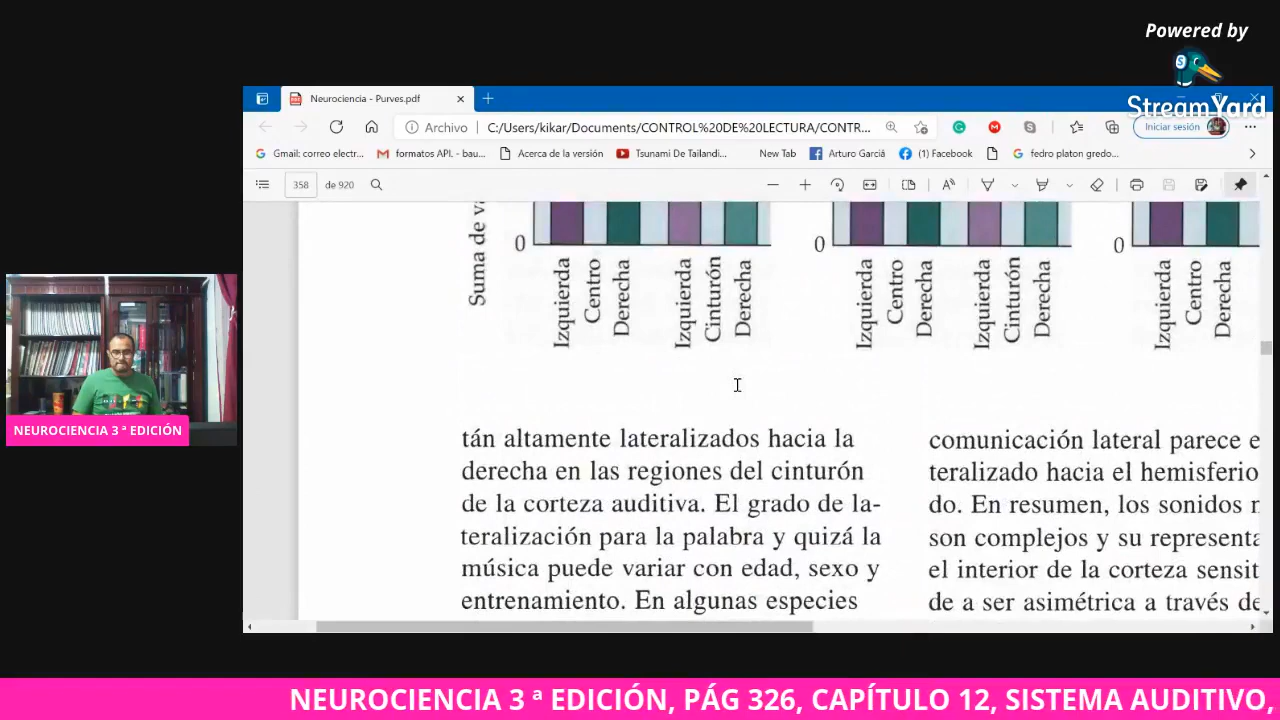 Powered by
StreamYard
Neurociencia - Purves.pdf
Archivo
C:/Users/kikar/Documents/CONTROL%20DE%20LECTURA/CONTR...
Iniciar sesión
Gmail: correo electr...
formatos API. - bau...
Acerca de la versión
Tsunami De Tailandi...
New Tab
Arturo Garciá
(1) Facebook
fedro platon gredo...
358
de 920
Suma de va
0
Izquierda
Centro
Derecha
Izquierda
Cinturón
Derecha
0
Izquierda
Centro
Derecha
Izquierda
Cinturón
Derecha
0
Izquierda
Centro
Derecha
tán altamente lateralizados hacia la
derecha en las regiones del cinturón
de la corteza auditiva. El grado de la-
teralización para la palabra y quizá la
música puede variar con edad, sexo y
entrenamiento. En algunas especies
comunicación lateral parece e
teralizado hacia el hemisferio
do. En resumen, los sonidos
son complejos y su representa
el interior de la corteza sensit
de a ser asimétrica a través de
NEUROCIENCIA 3 ª EDICIÓN
NEUROCIENCIA 3 ª EDICIÓN, PÁG 326, CAPÍTULO 12, SISTEMA AUDITIVO,